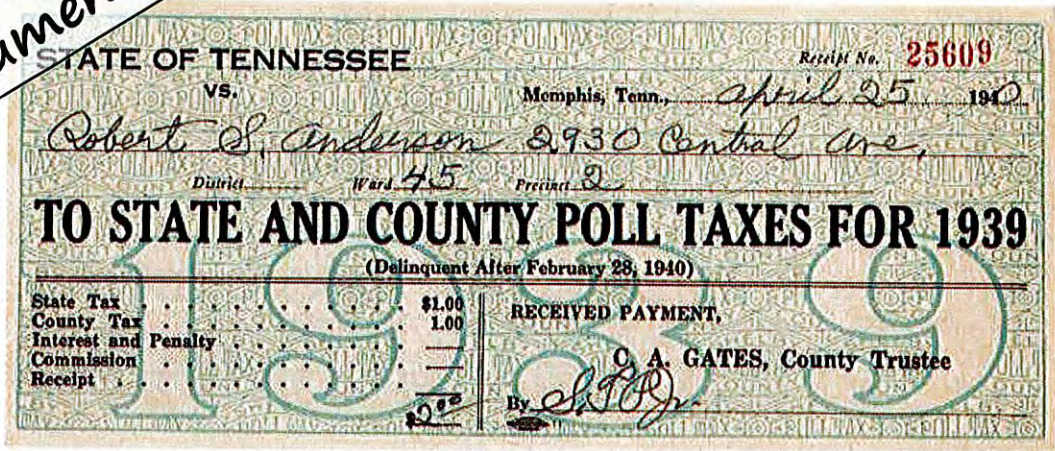 STATE OF TENNESSEE
Receipt No. 25609
vs.
Memphis, Tenn., April 25 1940
Robert S. Anderson 2930 Central Ave,
District Ward 45 Precinct 2
TO STATE AND COUNTY POLL TAXES FOR 1939
(Delinquent After February 28, 1940)
State Tax $1.00
County Tax 1.00
Interest and Penalty
Commission
Receipt
$2.00
RECEIVED PAYMENT,
C. A. GATES, County Trustee
By
1939